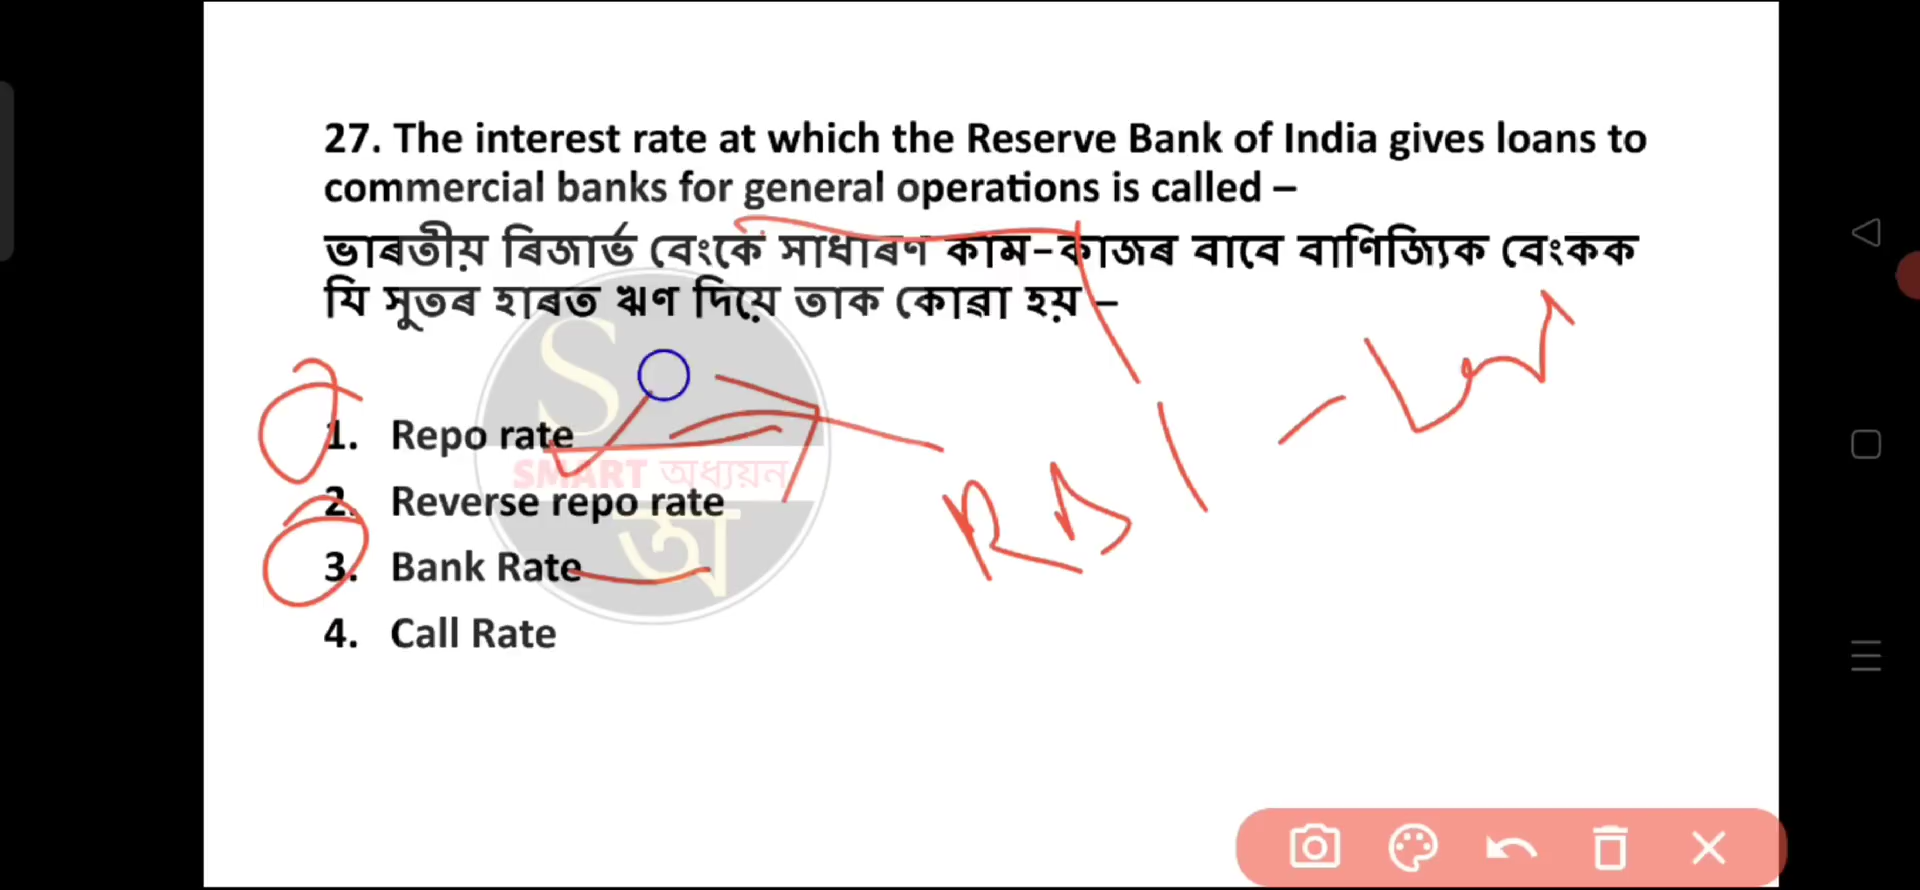 27. The interest rate at which the Reserve Bank of India gives loans to
commercial banks for general operations is called –
ভাৰতীয় ৰিজাৰ্ভ বেংকে সাধাৰণ কাম-কাজৰ বাবে বাণিজ্যিক বেংকক
যি সুতৰ হাৰত ঋণ দিয়ে তাক কোৱা হয় –
1. Repo rate
SMART অধ্যয়ন
2. Reverse repo rate
3. Bank Rate
4. Call Rate
S
অ
RBI